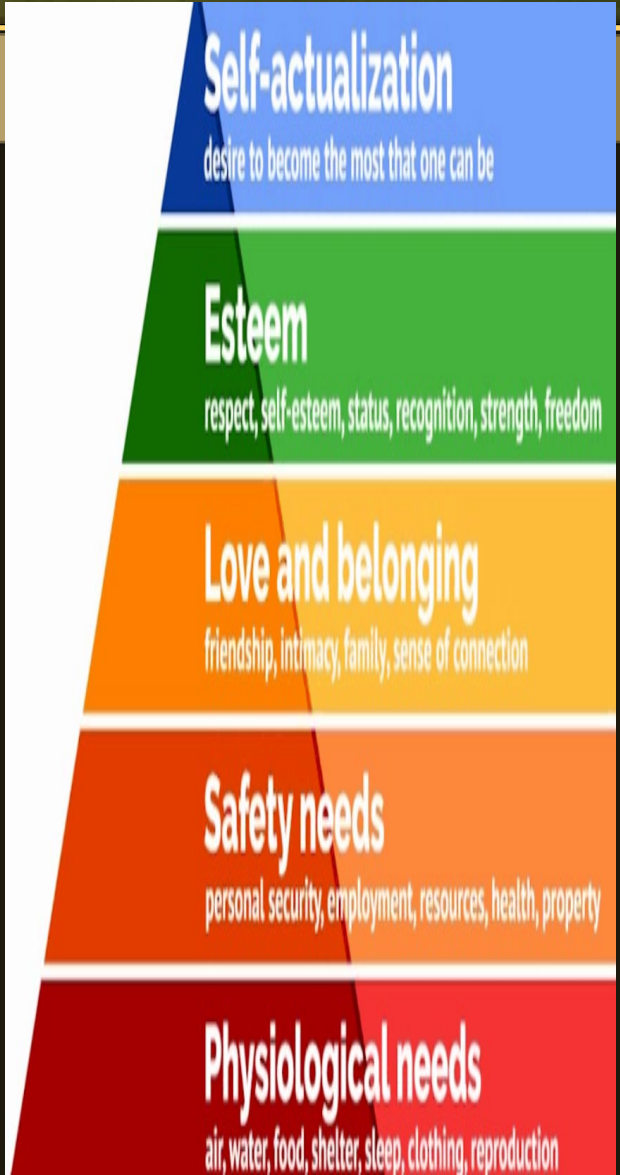 Self-actualization
desire to become the most that one can be
Esteem
respect, self-esteem, status, recognition, strength, freedom
Love and belonging
friendship, intimacy, family, sense of connection
Safety needs
personal security, employment, resources, health, property
Physiological needs
air, water, food, shelter, sleep, clothing, reproduction